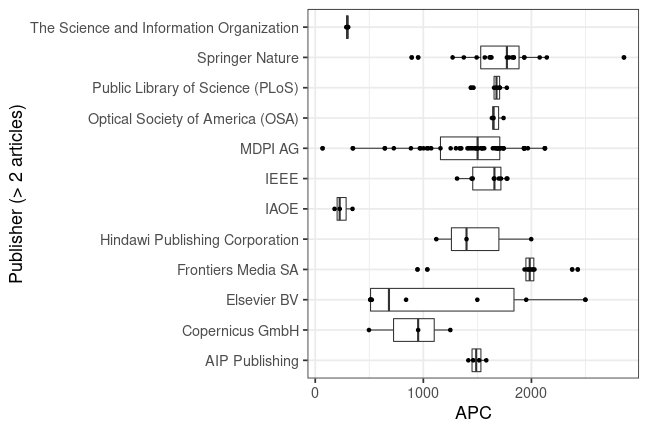 The Science and Information Organization
Springer Nature
Public Library of Science (PLoS)
Optical Society of America (OSA)
MDPI AG
IEEE
IAOE
Hindawi Publishing Corporation
Frontiers Media SA
Elsevier BV
Copernicus GmbH
AIP Publishing
Publisher (> 2 articles)
0 1000 2000
APC